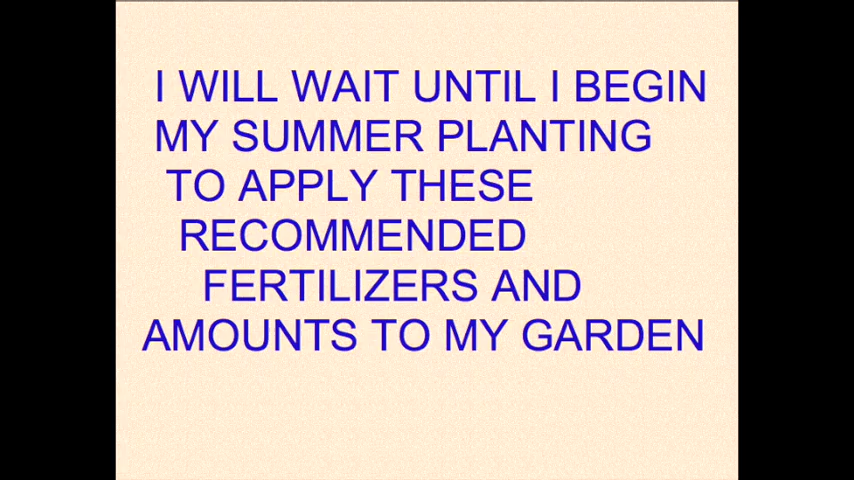 I WILL WAIT UNTIL I BEGIN
MY SUMMER PLANTING
TO APPLY THESE
RECOMMENDED
FERTILIZERS AND
AMOUNTS TO MY GARDEN